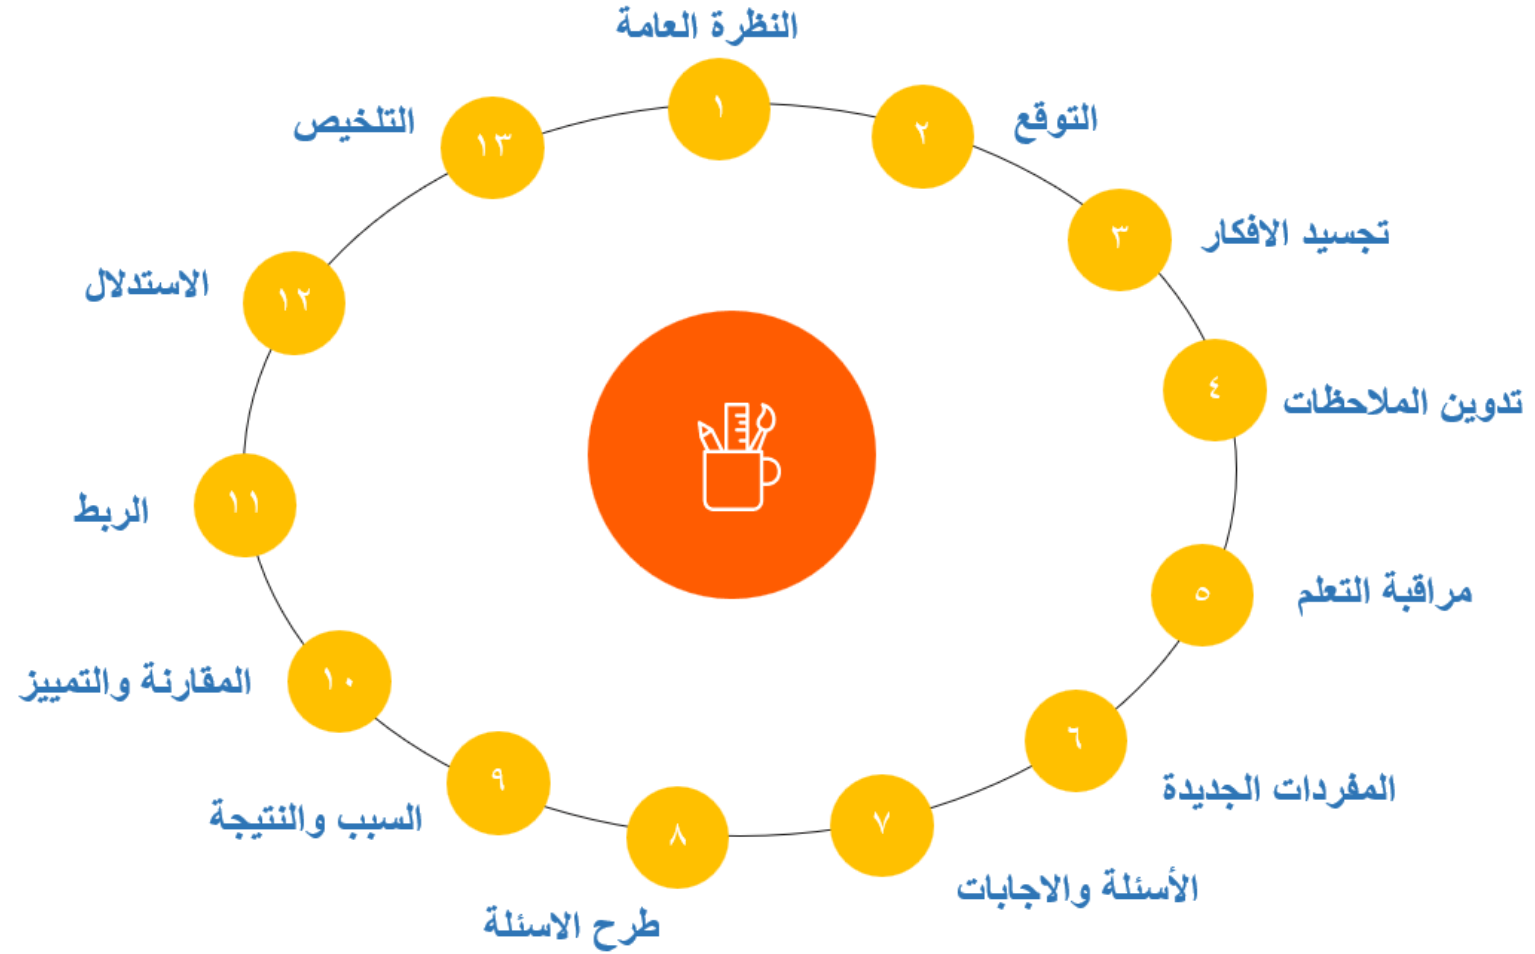 النظرة العامة
١
التوقع
٢
تجسيد الافكار
٣
تدوين الملاحظات
٤
مراقبة التعلم
٥
المفردات الجديدة
٦
الأسئلة والاجابات
٧
طرح الاسئلة
٨
السبب والنتيجة
٩
المقارنة والتمييز
١٠
الربط
١١
الاستدلال
١٢
التلخيص
١٣